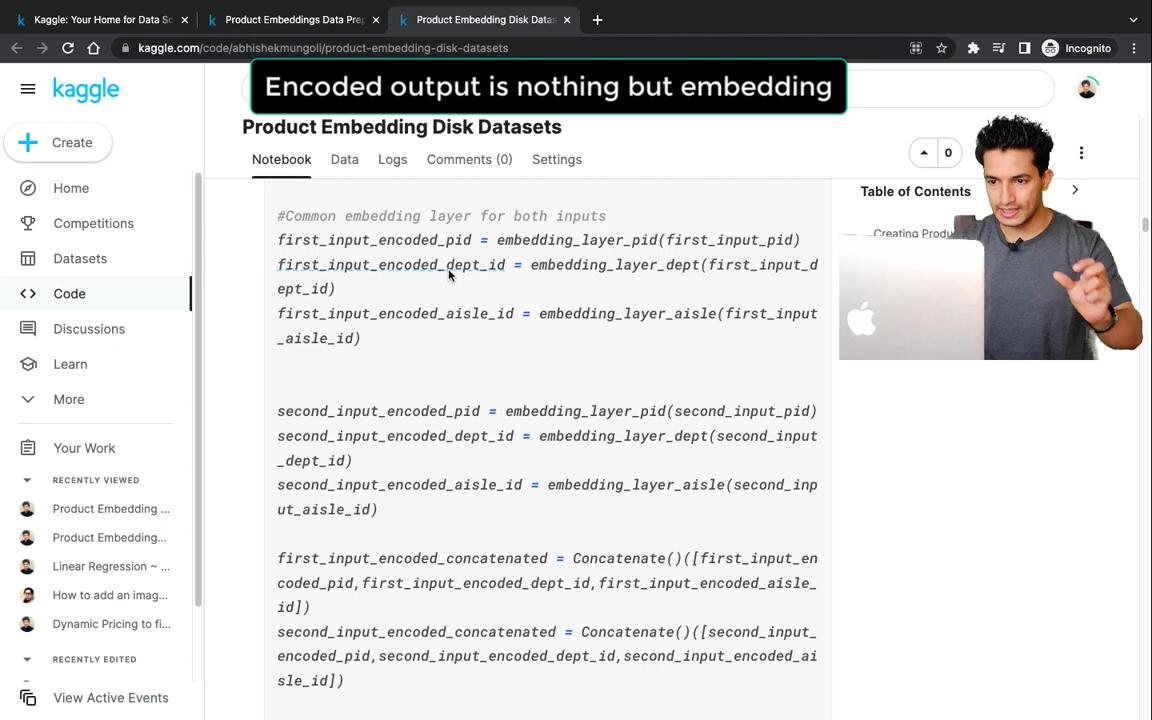 Kaggle: Your Home for Data Sc
Product Embeddings Data Prep
Product Embedding Disk Datas
kaggle.com/code/abhishekmungoli/product-embedding-disk-datasets
Incognito
Encoded output is nothing but embedding
kaggle
Create
Home
Competitions
Datasets
Code
Discussions
Learn
More
Your Work
RECENTLY VIEWED
Product Embedding ...
Product Embedding...
Linear Regression ~ ...
How to add an imag...
Dynamic Pricing to fi...
RECENTLY EDITED
View Active Events
Product Embedding Disk Datasets
Notebook
Data
Logs
Comments (0)
Settings
0
#Common embedding layer for both inputs
first_input_encoded_pid = embedding_layer_pid(first_input_pid)
first_input_encoded_dept_id = embedding_layer_dept(first_input_d
ept_id)
first_input_encoded_aisle_id = embedding_layer_aisle(first_input
_aisle_id)
second_input_encoded_pid = embedding_layer_pid(second_input_pid)
second_input_encoded_dept_id = embedding_layer_dept(second_input
_dept_id)
second_input_encoded_aisle_id = embedding_layer_aisle(second_inp
ut_aisle_id)
first_input_encoded_concatenated = Concatenate()([first_input_en
coded_pid,first_input_encoded_dept_id,first_input_encoded_aisle_
id])
second_input_encoded_concatenated = Concatenate()([second_input_
encoded_pid,second_input_encoded_dept_id,second_input_encoded_ai
sle_id])
Table of Contents
Creating Produ